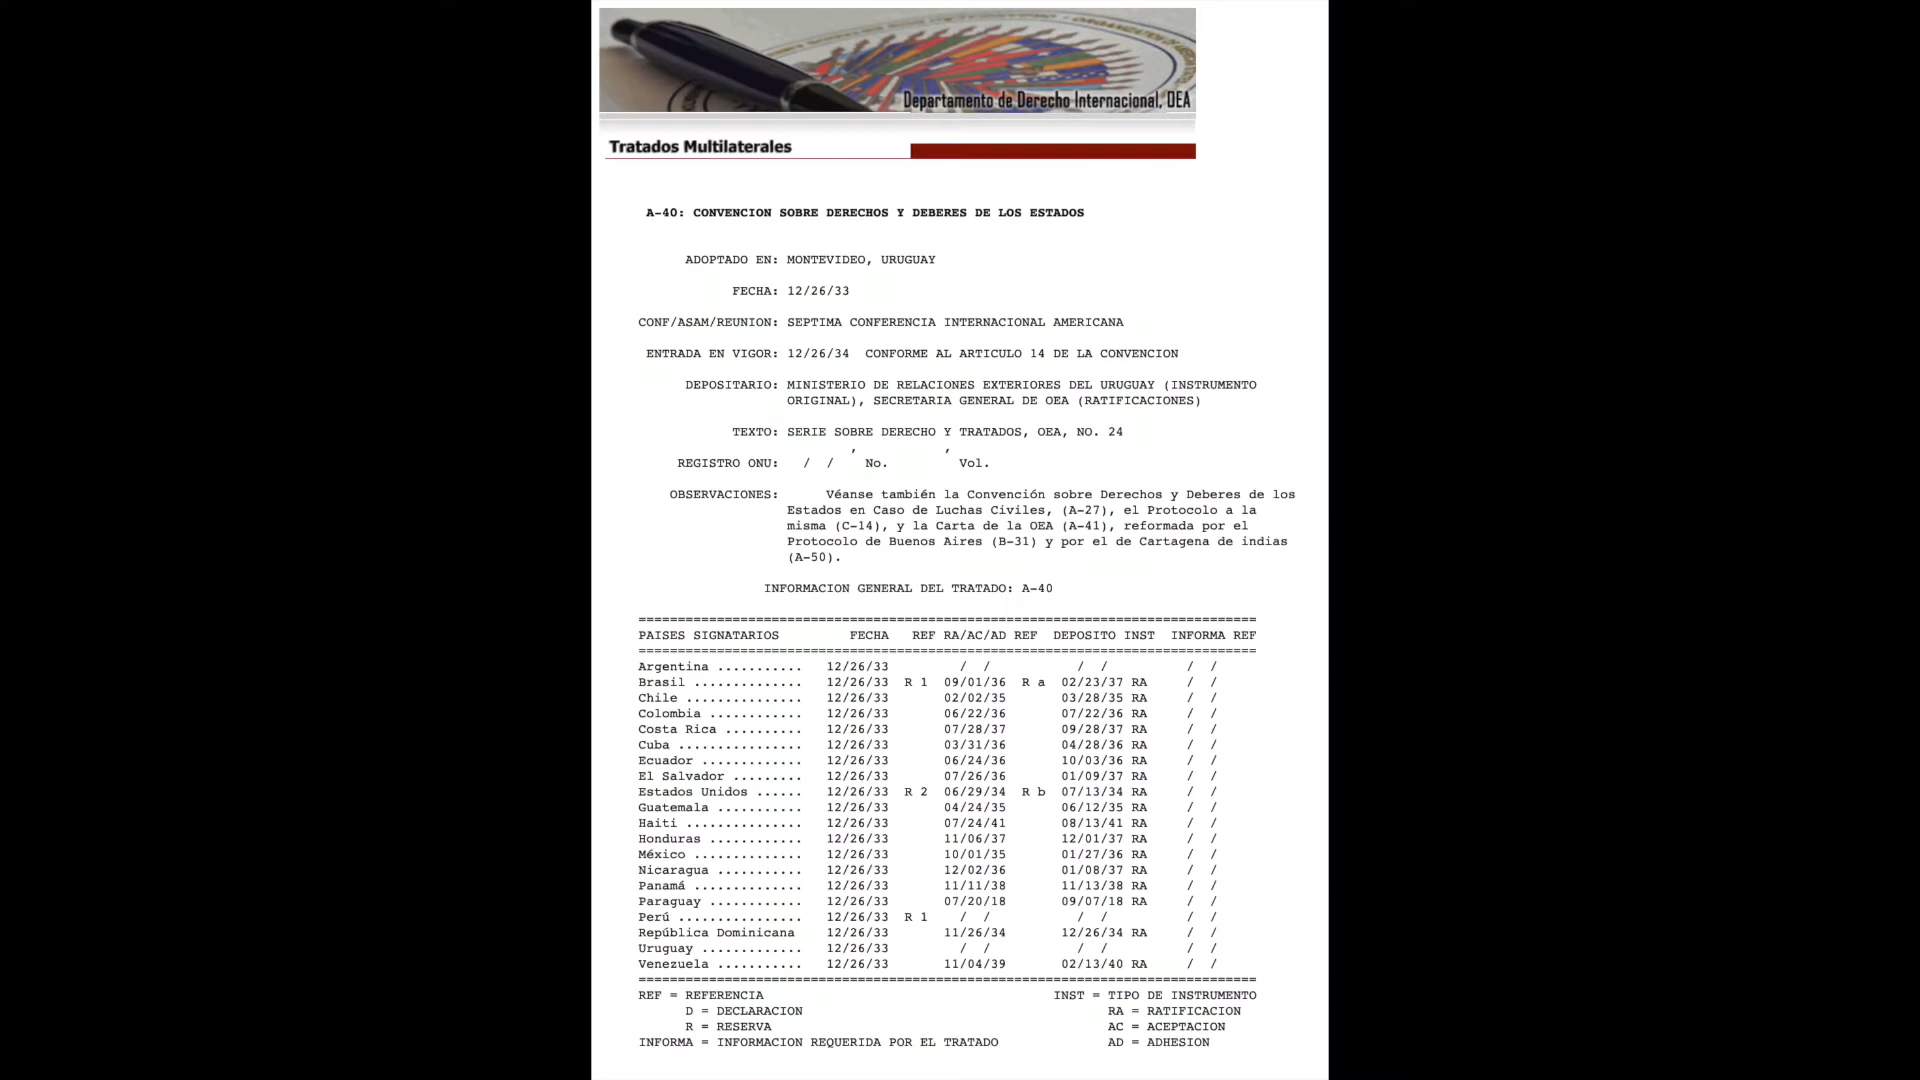 Departamento de Derecho Internacional, OEA
Tratados Multilaterales
A-40: CONVENCION SOBRE DERECHOS Y DEBERES DE LOS ESTADOS
ADOPTADO EN: MONTEVIDEO, URUGUAY
FECHA: 12/26/33
CONF/ASAM/REUNION: SEPTIMA CONFERENCIA INTERNACIONAL AMERICANA
ENTRADA EN VIGOR: 12/26/34 CONFORME AL ARTICULO 14 DE LA CONVENCION
DEPOSITARIO: MINISTERIO DE RELACIONES EXTERIORES DEL URUGUAY (INSTRUMENTO
ORIGINAL), SECRETARIA GENERAL DE OEA (RATIFICACIONES)
TEXTO: SERIE SOBRE DERECHO Y TRATADOS, OEA, NO. 24
, ,
REGISTRO ONU: / / No. Vol.
OBSERVACIONES: Véanse también la Convención sobre Derechos y Deberes de los
Estados en Caso de Luchas Civiles, (A-27), el Protocolo a la
misma (C-14), y la Carta de la OEA (A-41), reformada por el
Protocolo de Buenos Aires (B-31) y por el de Cartagena de indias
(A-50).
INFORMACION GENERAL DEL TRATADO: A-40
===============================================================================
PAISES SIGNATARIOS FECHA REF RA/AC/AD REF DEPOSITO INST INFORMA REF
===============================================================================
Argentina ........... 12/26/33 / / / / / /
Brasil .............. 12/26/33 R 1 09/01/36 R a 02/23/37 RA / /
Chile ............... 12/26/33 02/02/35 03/28/35 RA / /
Colombia ............ 12/26/33 06/22/36 07/22/36 RA / /
Costa Rica .......... 12/26/33 07/28/37 09/28/37 RA / /
Cuba ................ 12/26/33 03/31/36 04/28/36 RA / /
Ecuador ............. 12/26/33 06/24/36 10/03/36 RA / /
El Salvador ......... 12/26/33 07/26/36 01/09/37 RA / /
Estados Unidos ...... 12/26/33 R 2 06/29/34 R b 07/13/34 RA / /
Guatemala ........... 12/26/33 04/24/35 06/12/35 RA / /
Haiti ............... 12/26/33 07/24/41 08/13/41 RA / /
Honduras ............ 12/26/33 11/06/37 12/01/37 RA / /
México .............. 12/26/33 10/01/35 01/27/36 RA / /
Nicaragua ........... 12/26/33 12/02/36 01/08/37 RA / /
Panamá .............. 12/26/33 11/11/38 11/13/38 RA / /
Paraguay ............ 12/26/33 07/20/18 09/07/18 RA / /
Perú ................ 12/26/33 R 1 / / / / / /
República Dominicana 12/26/33 11/26/34 12/26/34 RA / /
Uruguay ............. 12/26/33 / / / / / /
Venezuela ........... 12/26/33 11/04/39 02/13/40 RA / /
===============================================================================
REF = REFERENCIA INST = TIPO DE INSTRUMENTO
D = DECLARACION RA = RATIFICACION
R = RESERVA AC = ACEPTACION
INFORMA = INFORMACION REQUERIDA POR EL TRATADO AD = ADHESION